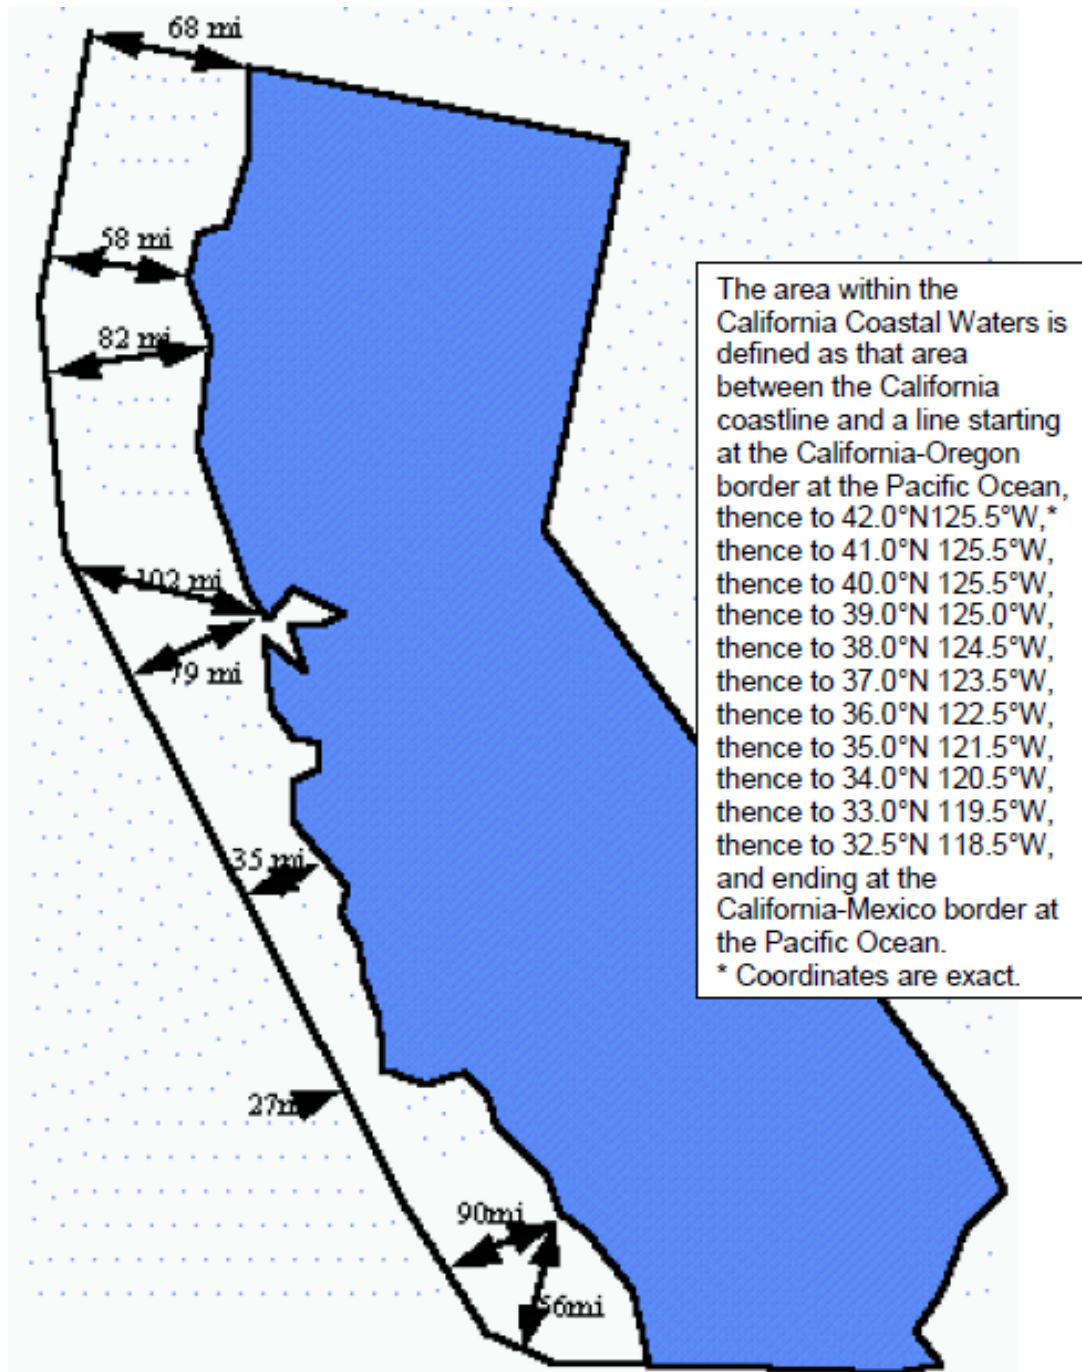 68 mi
58 mi
82 mi
The area within the
California Coastal Waters is
defined as that area
between the California
coastline and a line starting
at the California-Oregon
border at the Pacific Ocean,
thence to 42.0°N125.5°W,*
thence to 41.0°N 125.5°W,
thence to 40.0°N 125.5°W,
thence to 39.0°N 125.0°W,
thence to 38.0°N 124.5°W,
thence to 37.0°N 123.5°W,
thence to 36.0°N 122.5°W,
thence to 35.0°N 121.5°W,
thence to 34.0°N 120.5°W,
thence to 33.0°N 119.5°W,
thence to 32.5°N 118.5°W,
and ending at the
California-Mexico border at
the Pacific Ocean.
* Coordinates are exact.
102 mi
79 mi
35 mi
27mi
90mi
56mi